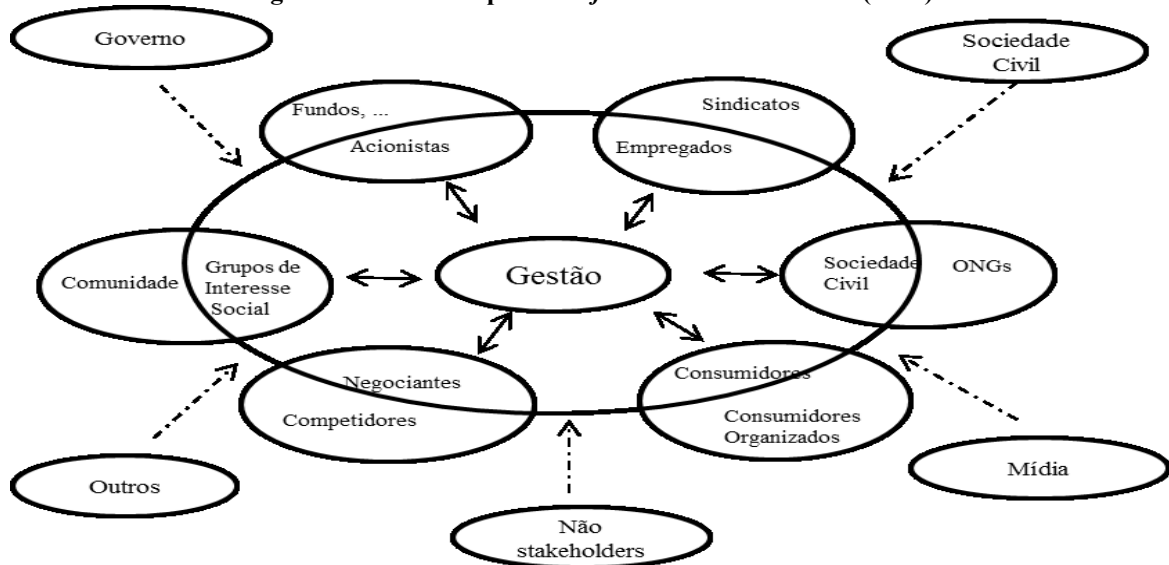 Governo
Sociedade
Civil
Fundos, ...
Acionistas
Sindicatos
Empregados
Comunidade
Grupos de
Interesse
Social
Gestão
Sociedade
Civil
ONGs
Negociantes
Competidores
Consumidores
Consumidores
Organizados
Outros
Não
stakeholders
Mídia